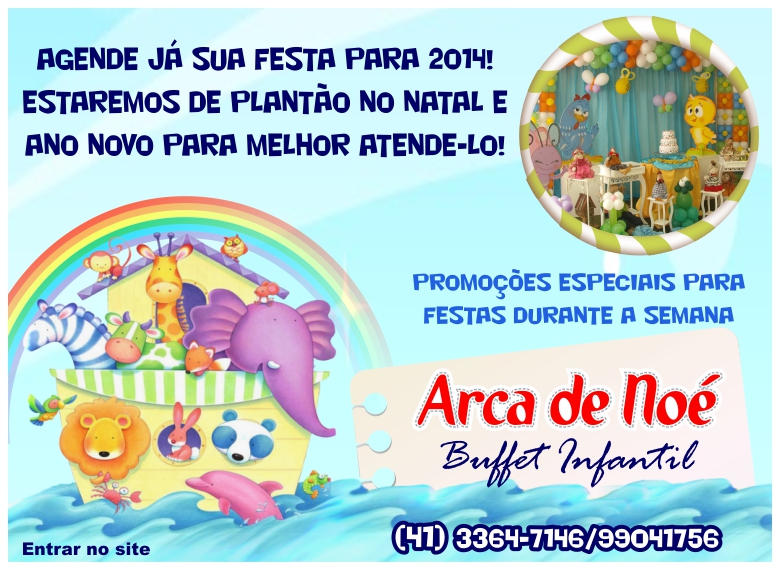 AGENDE JÁ SUA FESTA PARA 2014!
ESTAREMOS DE PLANTÃO NO NATAL E
ANO NOVO PARA MELHOR ATENDE-LO!
PROMOÇÕES ESPECIAIS PARA
FESTAS DURANTE A SEMANA
Arca de Noé
Buffet Infantil
(41) 3364-7146/99041756
Entrar no site